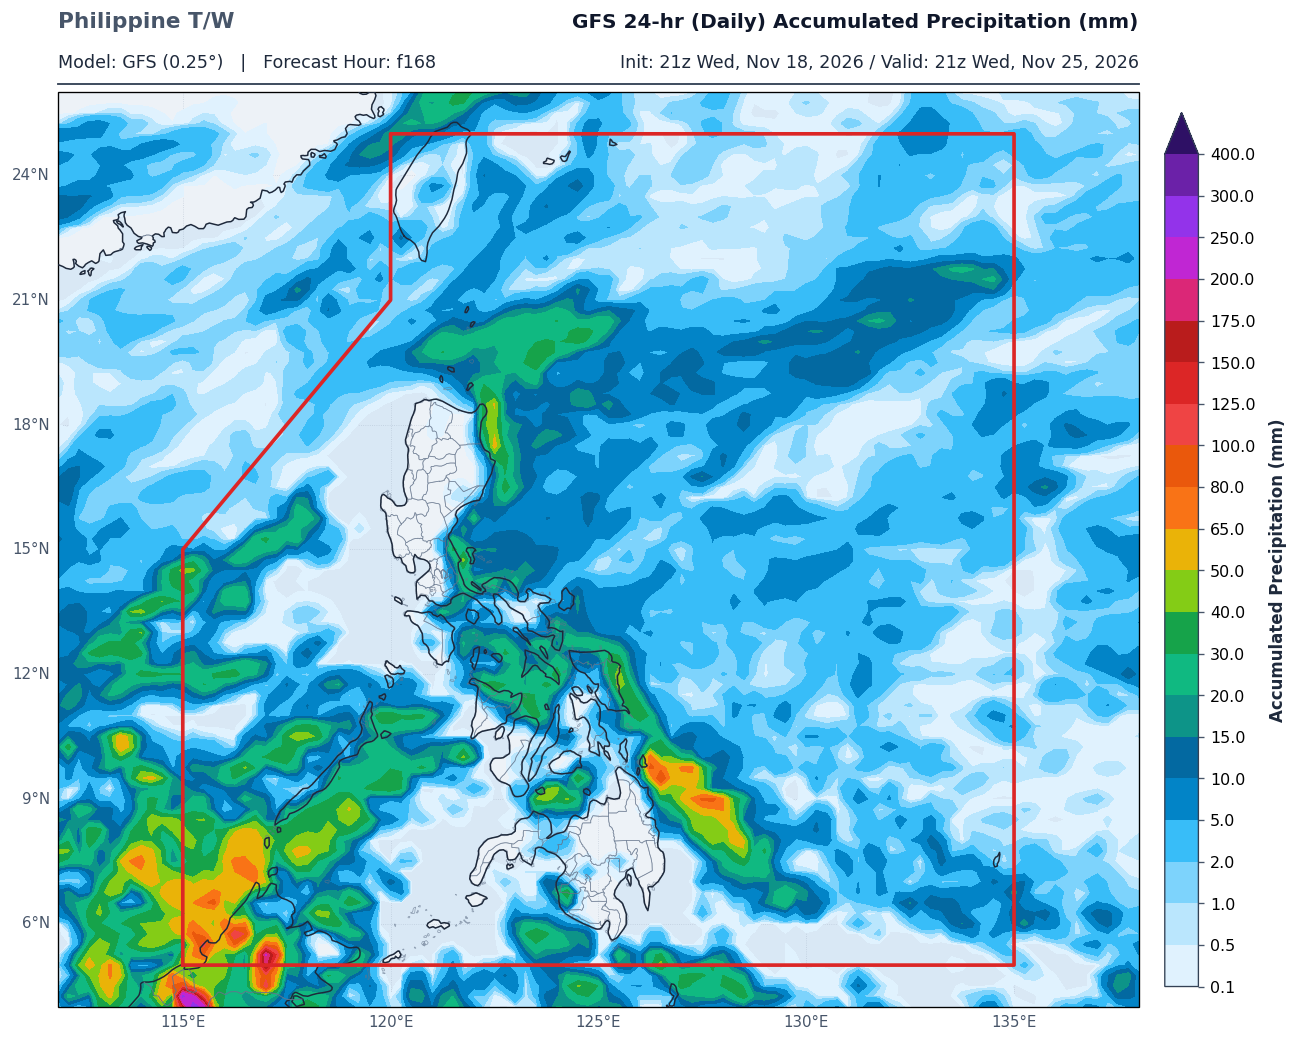 Philippine T/W
GFS 24-hr (Daily) Accumulated Precipitation (mm)
Model: GFS (0.25°)   |   Forecast Hour: f168
Init: 21z Wed, Nov 18, 2026 / Valid: 21z Wed, Nov 25, 2026
24°N
21°N
18°N
15°N
12°N
9°N
6°N
115°E
120°E
125°E
130°E
135°E
400.0
300.0
250.0
200.0
175.0
150.0
125.0
100.0
80.0
65.0
50.0
40.0
30.0
20.0
15.0
10.0
5.0
2.0
1.0
0.5
0.1
Accumulated Precipitation (mm)